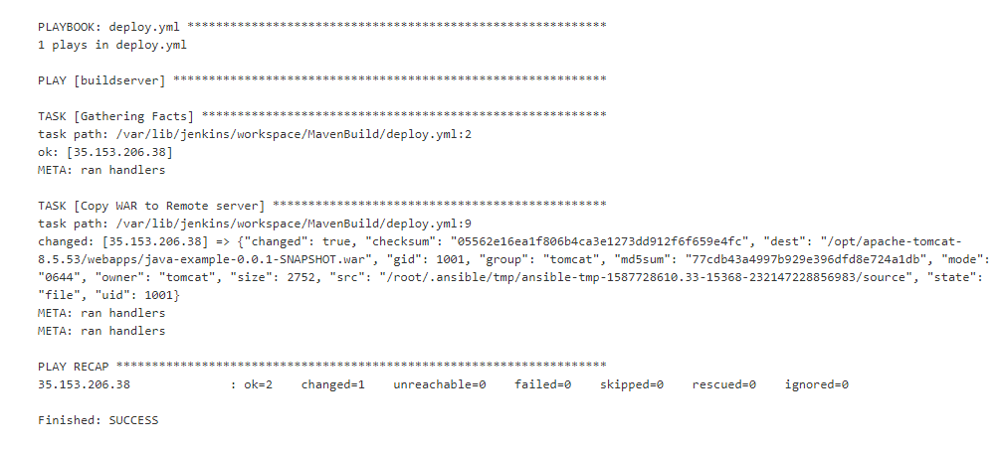 PLAYBOOK: deploy.yml ***********************************************************
1 plays in deploy.yml
PLAY [buildserver] *************************************************************
TASK [Gathering Facts] *********************************************************
task path: /var/lib/jenkins/workspace/MavenBuild/deploy.yml:2
ok: [35.153.206.38]
META: ran handlers
TASK [Copy WAR to Remote server] ***********************************************
task path: /var/lib/jenkins/workspace/MavenBuild/deploy.yml:9
changed: [35.153.206.38] => {"changed": true, "checksum": "05562e16ea1f806b4ca3e1273dd912f6f659e4fc", "dest": "/opt/apache-tomcat-
8.5.53/webapps/java-example-0.0.1-SNAPSHOT.war", "gid": 1001, "group": "tomcat", "md5sum": "77cdb43a4997b929e396dfd8e724a1db", "mode":
"0644", "owner": "tomcat", "size": 2752, "src": "/root/.ansible/tmp/ansible-tmp-1587728610.33-15368-232147228856983/source", "state":
"file", "uid": 1001}
META: ran handlers
META: ran handlers
PLAY RECAP *********************************************************************
35.153.206.38              : ok=2    changed=1    unreachable=0    failed=0    skipped=0    rescued=0    ignored=0
Finished: SUCCESS